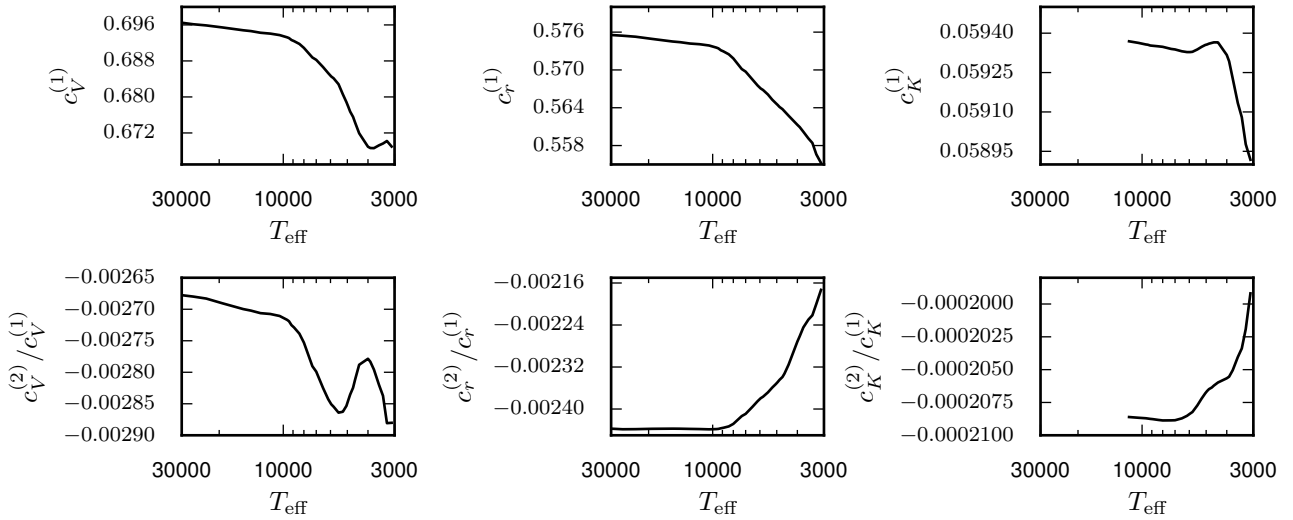 0.696
0.688
0.680
0.672
c_V^{(1)}
30000 10000 3000
T_eff
0.576
0.570
0.564
0.558
c_r^{(1)}
30000 10000 3000
T_eff
0.05940
0.05925
0.05910
0.05895
c_K^{(1)}
30000 10000 3000
T_eff
−0.00265
−0.00270
−0.00275
−0.00280
−0.00285
−0.00290
c_V^{(2)}/c_V^{(1)}
30000 10000 3000
T_eff
−0.00216
−0.00224
−0.00232
−0.00240
c_r^{(2)}/c_r^{(1)}
30000 10000 3000
T_eff
−0.0002000
−0.0002025
−0.0002050
−0.0002075
−0.0002100
c_K^{(2)}/c_K^{(1)}
30000 10000 3000
T_eff